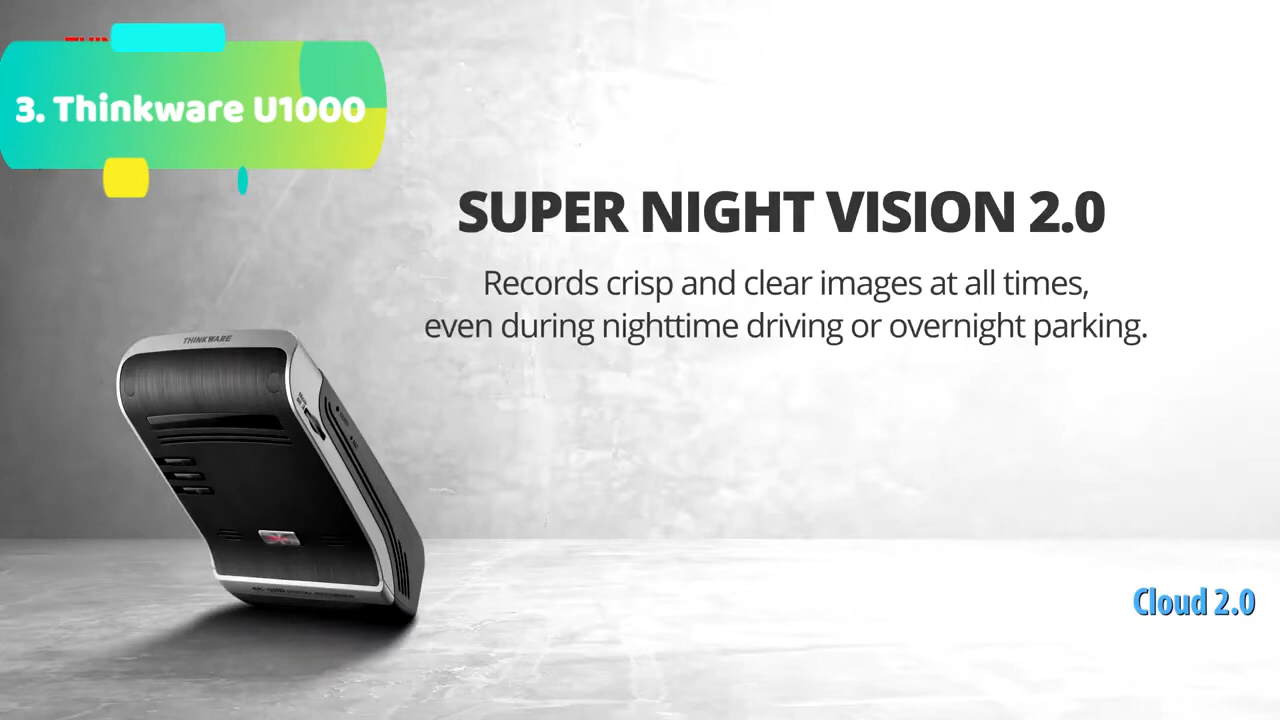 3. Thinkware U1000
SUPER NIGHT VISION 2.0
Records crisp and clear images at all times,
even during nighttime driving or overnight parking.
THINKWARE
Cloud 2.0